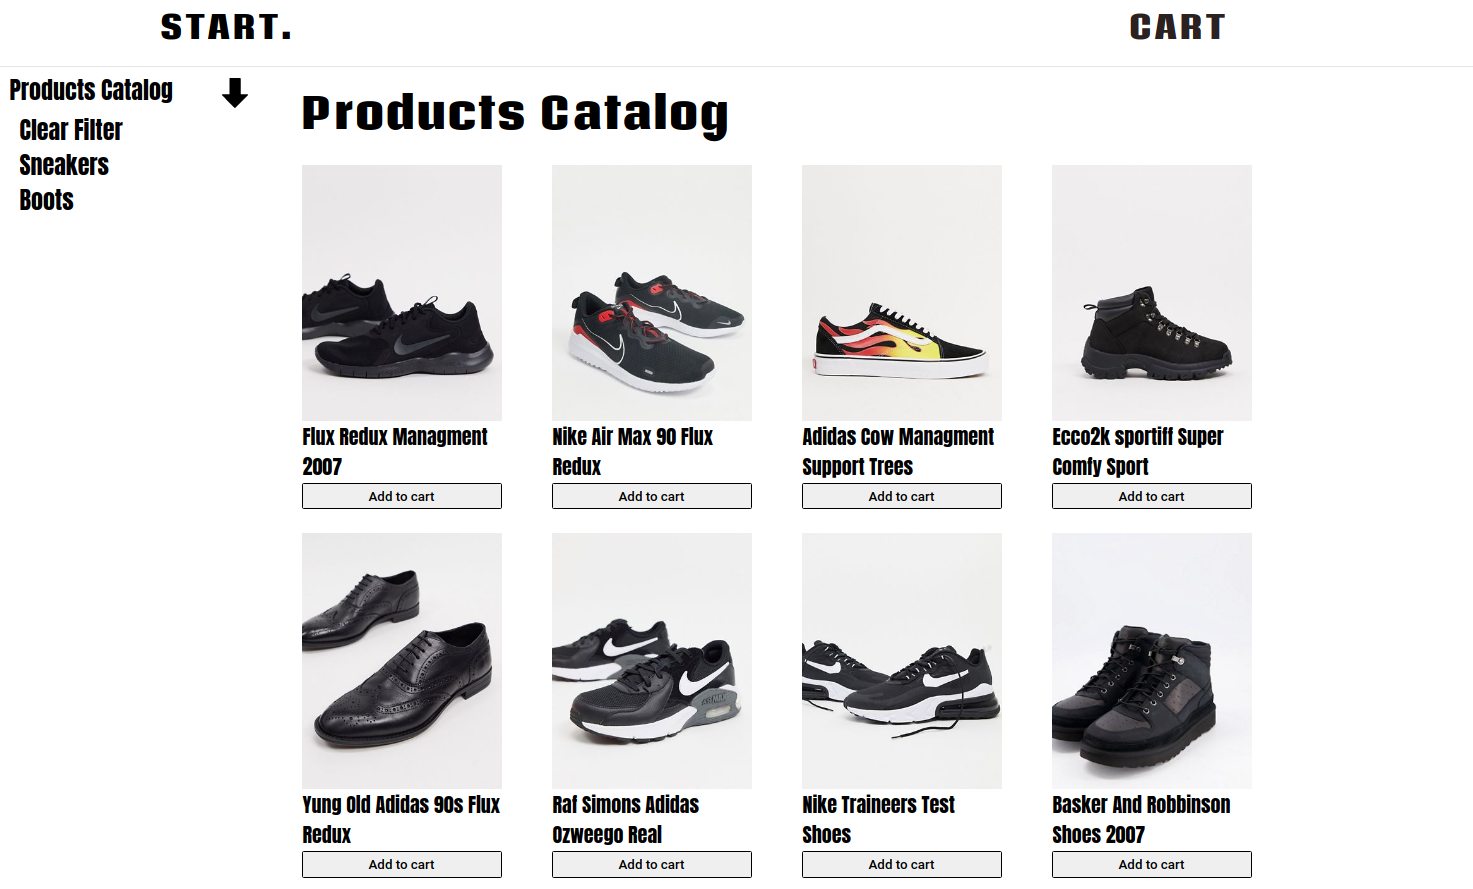 START.
CART
Products Catalog
Clear Filter
Sneakers
Boots
Products Catalog
Flux Redux Managment
2007
Add to cart
Nike Air Max 90 Flux
Redux
Add to cart
Adidas Cow Managment
Support Trees
Add to cart
Ecco2k sportiff Super
Comfy Sport
Add to cart
Yung Old Adidas 90s Flux
Redux
Add to cart
Raf Simons Adidas
Ozweego Real
Add to cart
Nike Traineers Test
Shoes
Add to cart
Basker And Robbinson
Shoes 2007
Add to cart